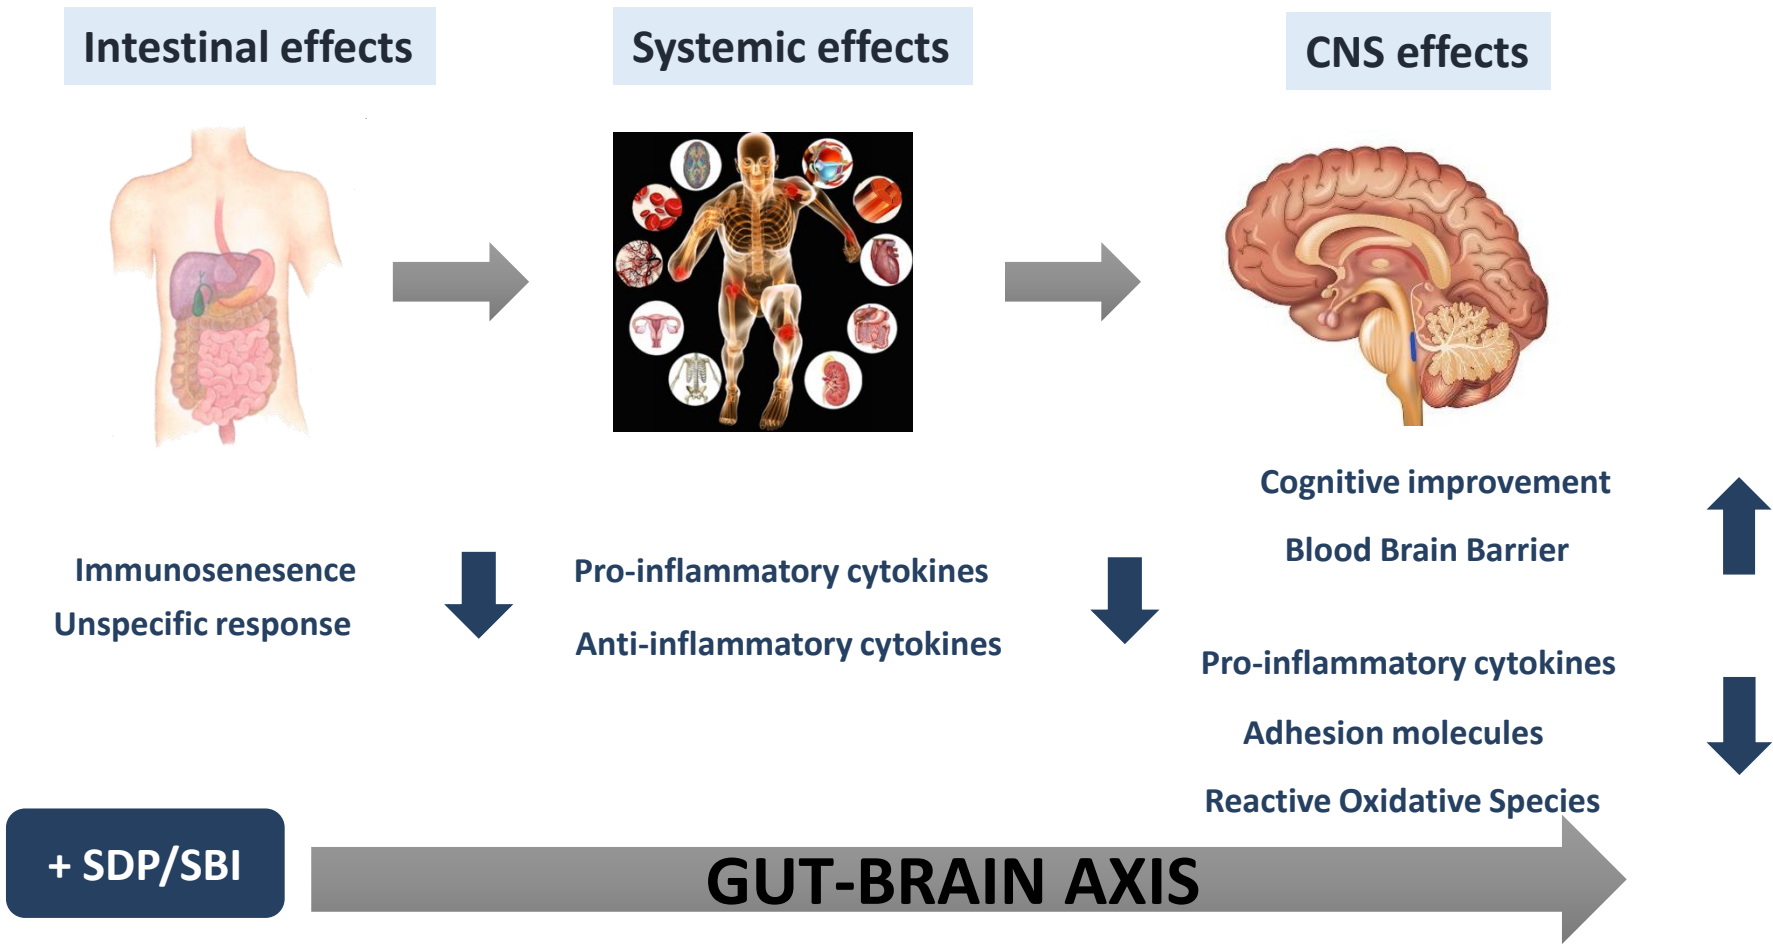 Intestinal effects
Systemic effects
CNS effects
Immunosenesence
Unspecific response
Pro-inflammatory cytokines
Anti-inflammatory cytokines
Cognitive improvement
Blood Brain Barrier
Pro-inflammatory cytokines
Adhesion molecules
Reactive Oxidative Species
+ SDP/SBI
GUT-BRAIN AXIS